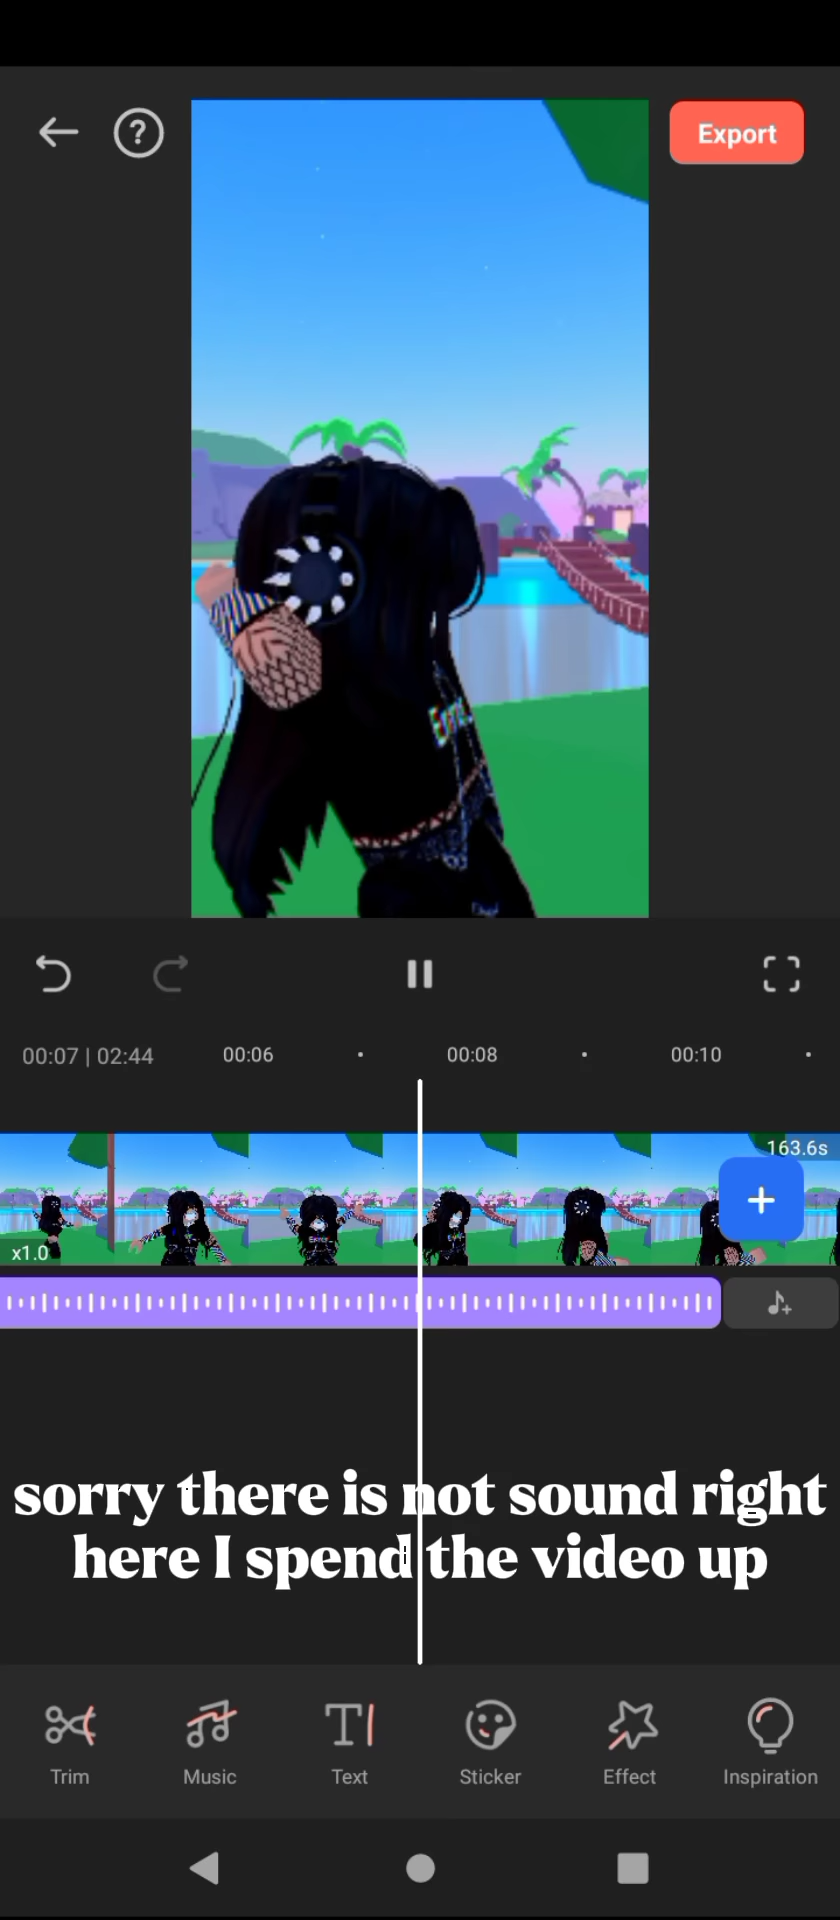 ?
Export
00:07 | 02:44
00:06
00:08
00:10
163.6s
x1.0
sorry there is not sound right
here I spend the video up
Trim
Music
Text
Sticker
Effect
Inspiration